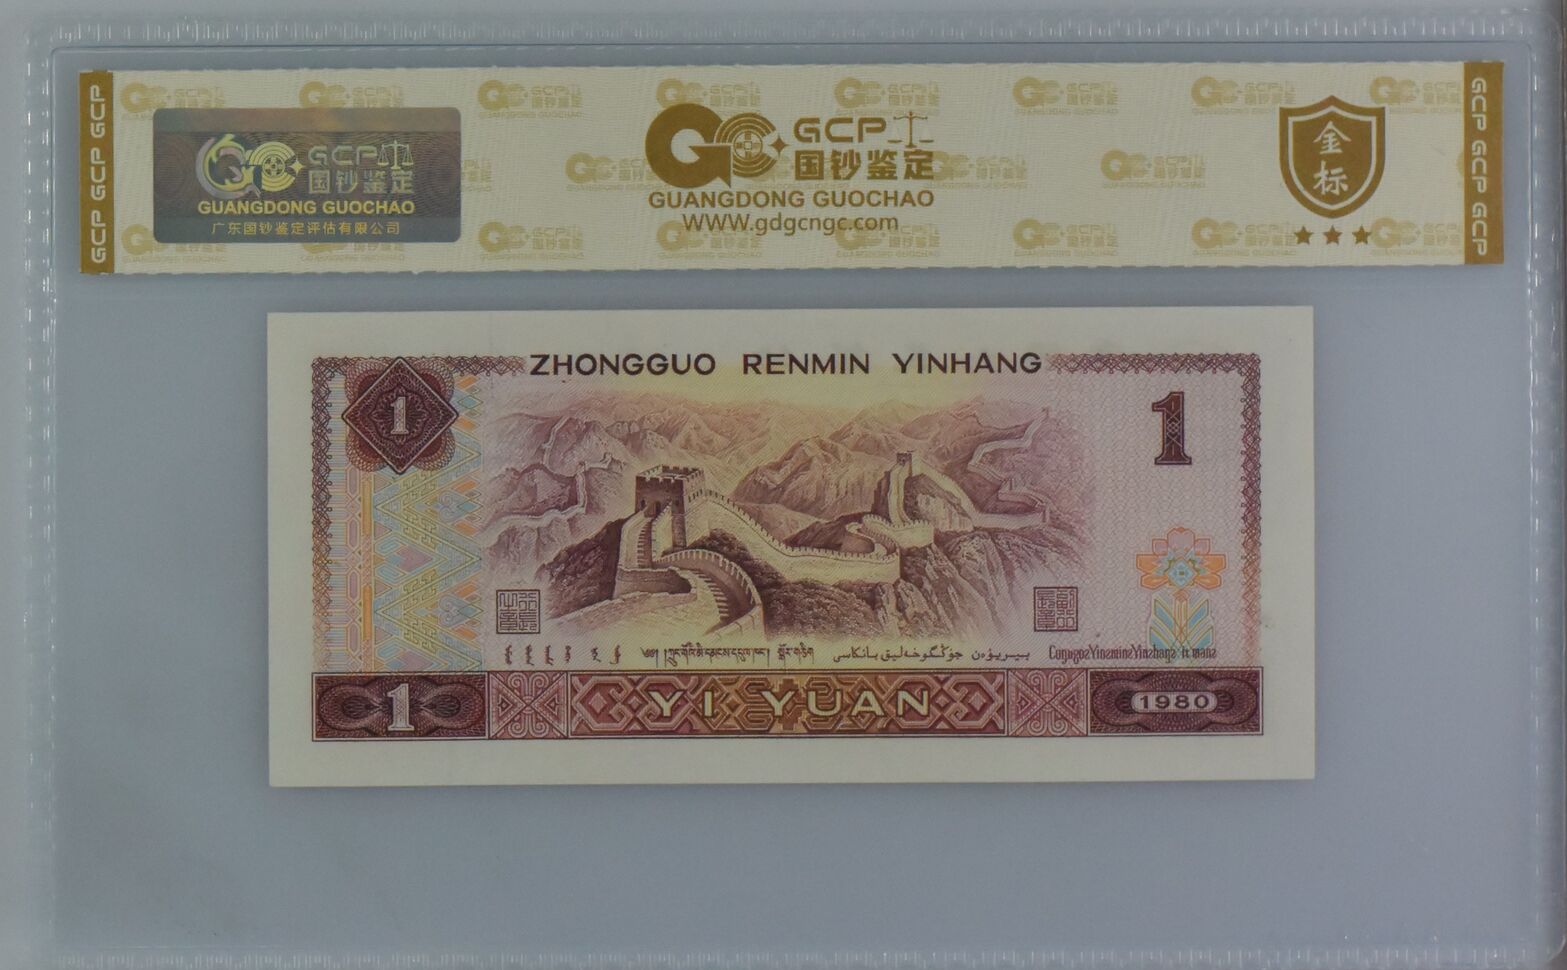 GCP GCP GCP
GCP
国钞鉴定
GUANGDONG GUOCHAO
广东国钞鉴定评估有限公司
GCP
国钞鉴定
GUANGDONG GUOCHAO
WWW.gdgcngc.com
金
标
GCP GCP GCP
ZHONGGUO RENMIN YINHANG
1
1
1
YI YUAN
1980